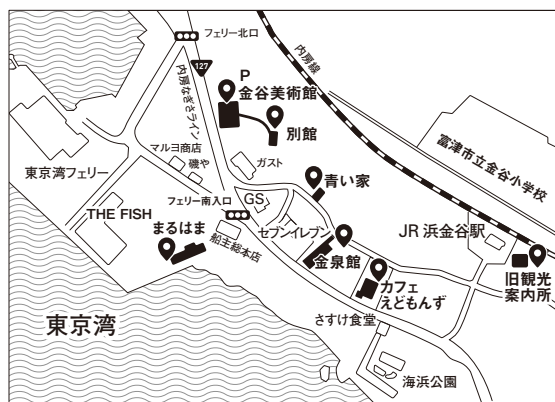 フェリー北口
127
内房なぎさライン
P
金谷美術館
別館
内房線
富津市立金谷小学校
東京湾フェリー
マルヨ商店
磯や
ガスト
青い家
フェリー南入口
GS
セブンイレブン
THE FISH
まるはま
船主総本店
金泉館
JR 浜金谷駅
カフェ
えどもんず
旧観光
案内所
さすけ食堂
東京湾
海浜公園